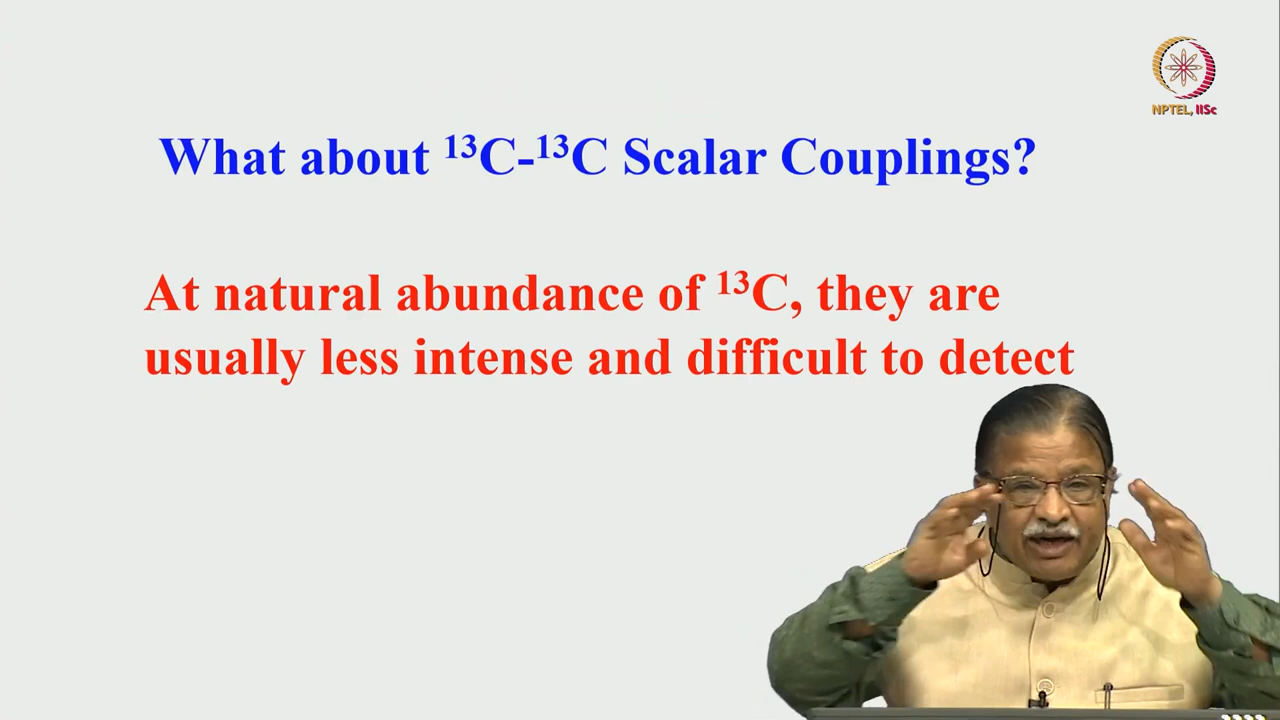 NPTEL, IISc
What about ¹³C-¹³C Scalar Couplings?
At natural abundance of ¹³C, they are
usually less intense and difficult to detect